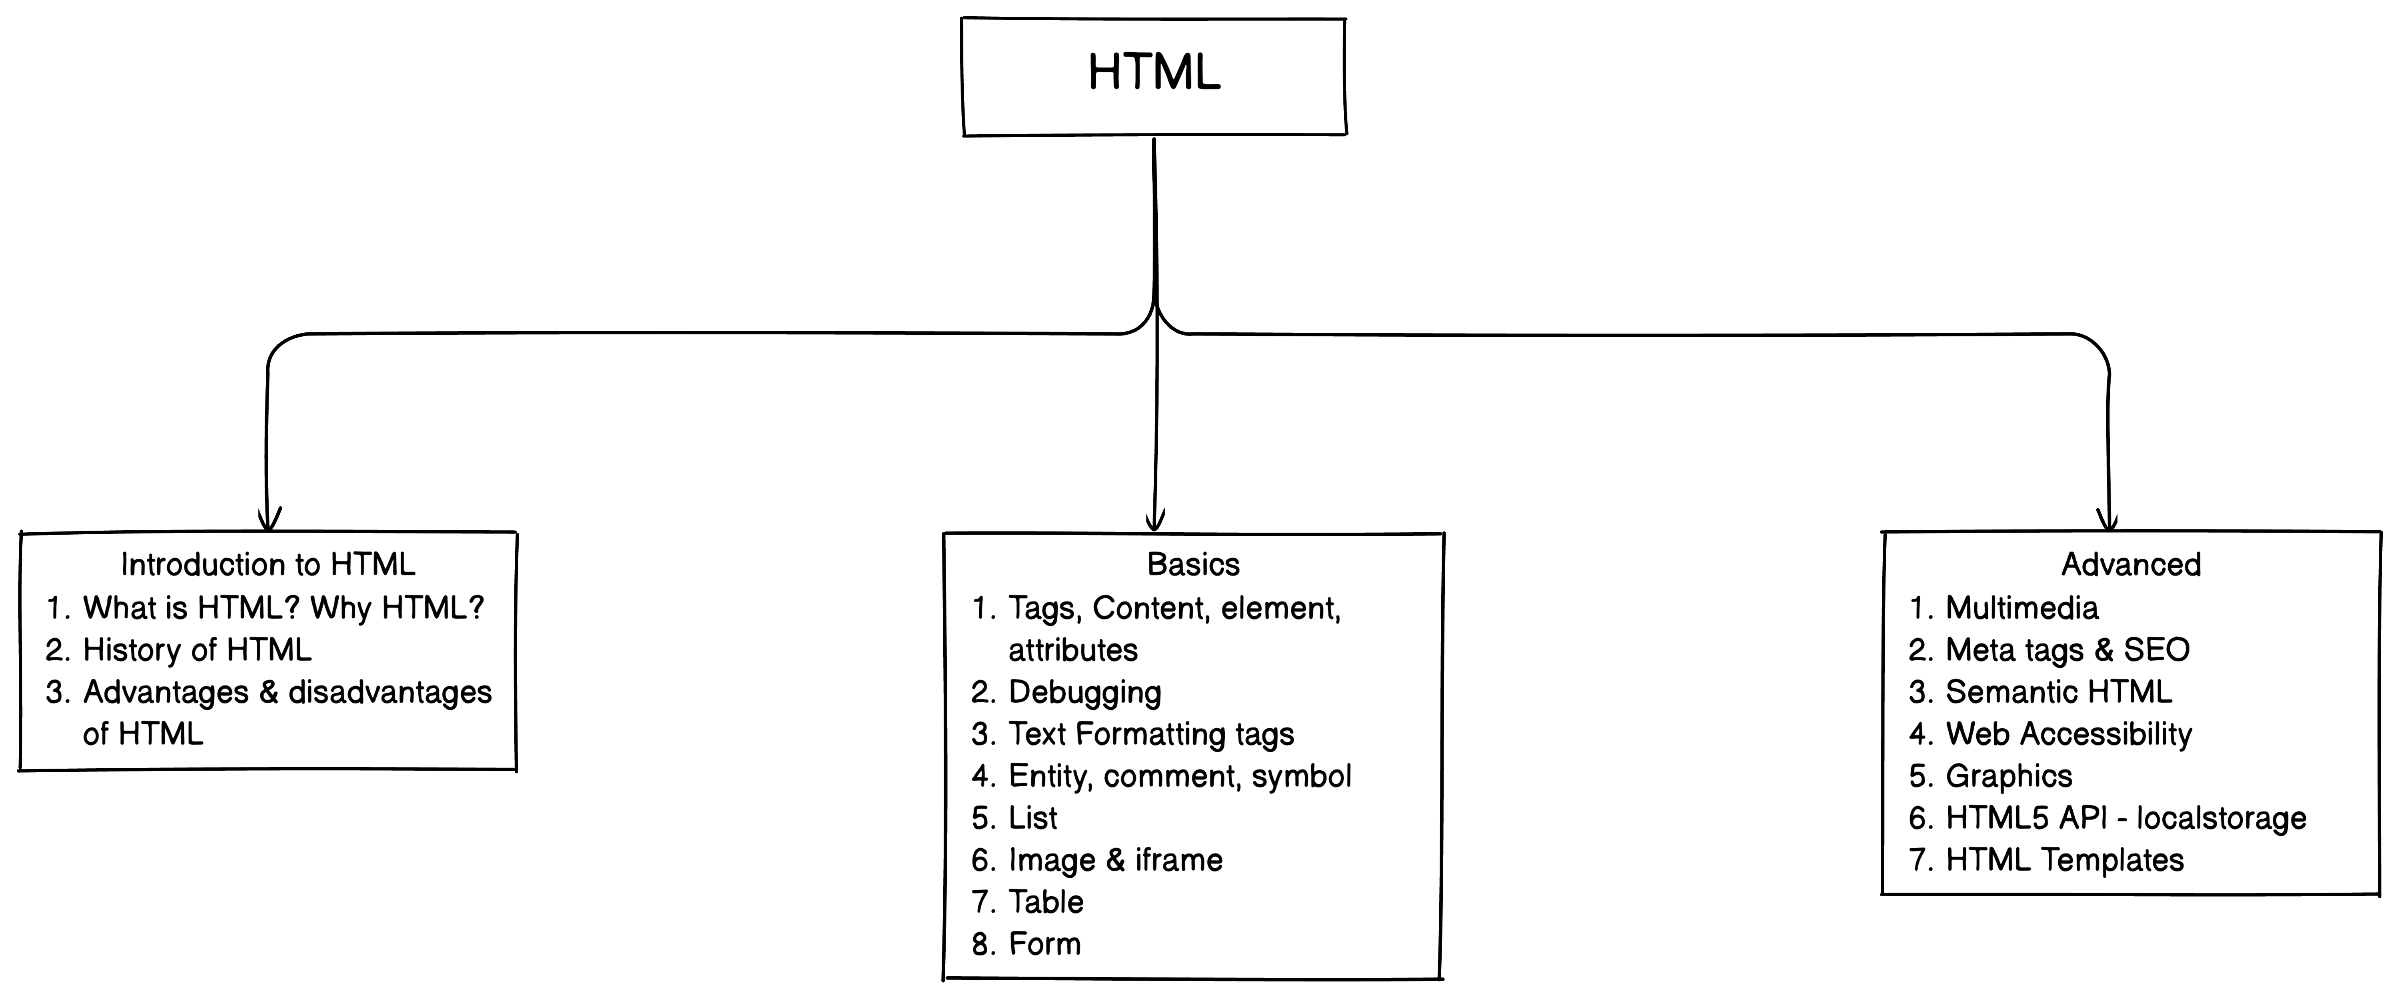 HTML
Introduction to HTML
1. What is HTML? Why HTML?
2. History of HTML
3. Advantages & disadvantages
of HTML
Basics
1. Tags, Content, element,
attributes
2. Debugging
3. Text Formatting tags
4. Entity, comment, symbol
5. List
6. Image & iframe
7. Table
8. Form
Advanced
1. Multimedia
2. Meta tags & SEO
3. Semantic HTML
4. Web Accessibility
5. Graphics
6. HTML5 API - localstorage
7. HTML Templates